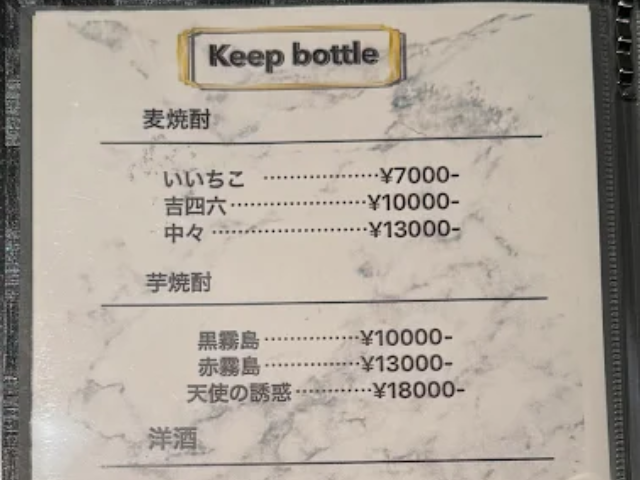 Keep bottle
麦焼酎
いいちこ ··················¥7000-
吉四六······················¥10000-
中々 ·························¥13000-
芋焼酎
黒霧島···············¥10000-
赤霧島···············¥13000-
天使の誘惑············¥18000-
洋酒